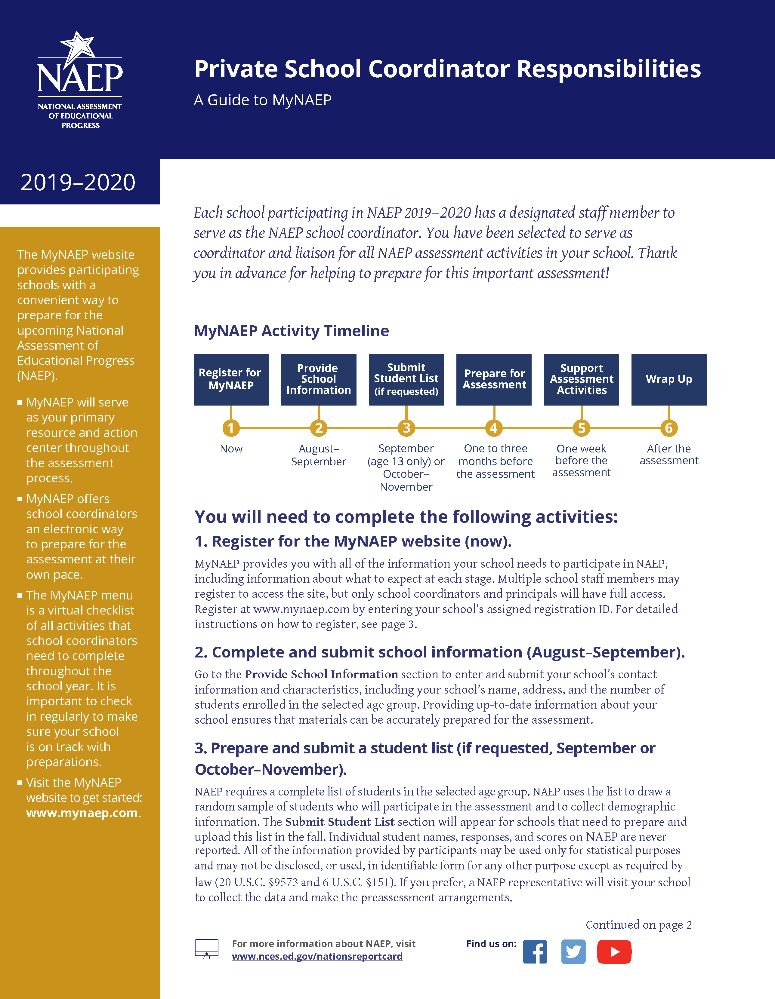 NAEP
NATIONAL ASSESSMENT
OF EDUCATIONAL
PROGRESS
Private School Coordinator Responsibilities
A Guide to MyNAEP
2019–2020
The MyNAEP website
provides participating
schools with a
convenient way to
prepare for the
upcoming National
Assessment of
Educational Progress
(NAEP).
■ MyNAEP will serve
as your primary
resource and action
center throughout
the assessment
process.
■ MyNAEP offers
school coordinators
an electronic way
to prepare for the
assessment at their
own pace.
■ The MyNAEP menu
is a virtual checklist
of all activities that
school coordinators
need to complete
throughout the
school year. It is
important to check
in regularly to make
sure your school
is on track with
preparations.
■ Visit the MyNAEP
website to get started:
www.mynaep.com.
Each school participating in NAEP 2019–2020 has a designated staff member to
serve as the NAEP school coordinator. You have been selected to serve as
coordinator and liaison for all NAEP assessment activities in your school. Thank
you in advance for helping to prepare for this important assessment!
MyNAEP Activity Timeline
Register for
MyNAEP
1
Now
Provide
School
Information
2
August–
September
Submit
Student List
(if requested)
3
September
(age 13 only) or
October–
November
Prepare for
Assessment
4
One to three
months before
the assessment
Support
Assessment
Activities
5
One week
before the
assessment
Wrap Up
6
After the
assessment
You will need to complete the following activities:
1. Register for the MyNAEP website (now).
MyNAEP provides you with all of the information your school needs to participate in NAEP,
including information about what to expect at each stage. Multiple school staff members may
register to access the site, but only school coordinators and principals will have full access.
Register at www.mynaep.com by entering your school’s assigned registration ID. For detailed
instructions on how to register, see page 3.
2. Complete and submit school information (August–September).
Go to the Provide School Information section to enter and submit your school’s contact
information and characteristics, including your school’s name, address, and the number of
students enrolled in the selected age group. Providing up-to-date information about your
school ensures that materials can be accurately prepared for the assessment.
3. Prepare and submit a student list (if requested, September or
October–November).
NAEP requires a complete list of students in the selected age group. NAEP uses the list to draw a
random sample of students who will participate in the assessment and to collect demographic
information. The Submit Student List section will appear for schools that need to prepare and
upload this list in the fall. Individual student names, responses, and scores on NAEP are never
reported. All of the information provided by participants may be used only for statistical purposes
and may not be disclosed, or used, in identifiable form for any other purpose except as required by
law (20 U.S.C. §9573 and 6 U.S.C. §151). If you prefer, a NAEP representative will visit your school
to collect the data and make the preassessment arrangements.
Continued on page 2
For more information about NAEP, visit
www.nces.ed.gov/nationsreportcard
Find us on: